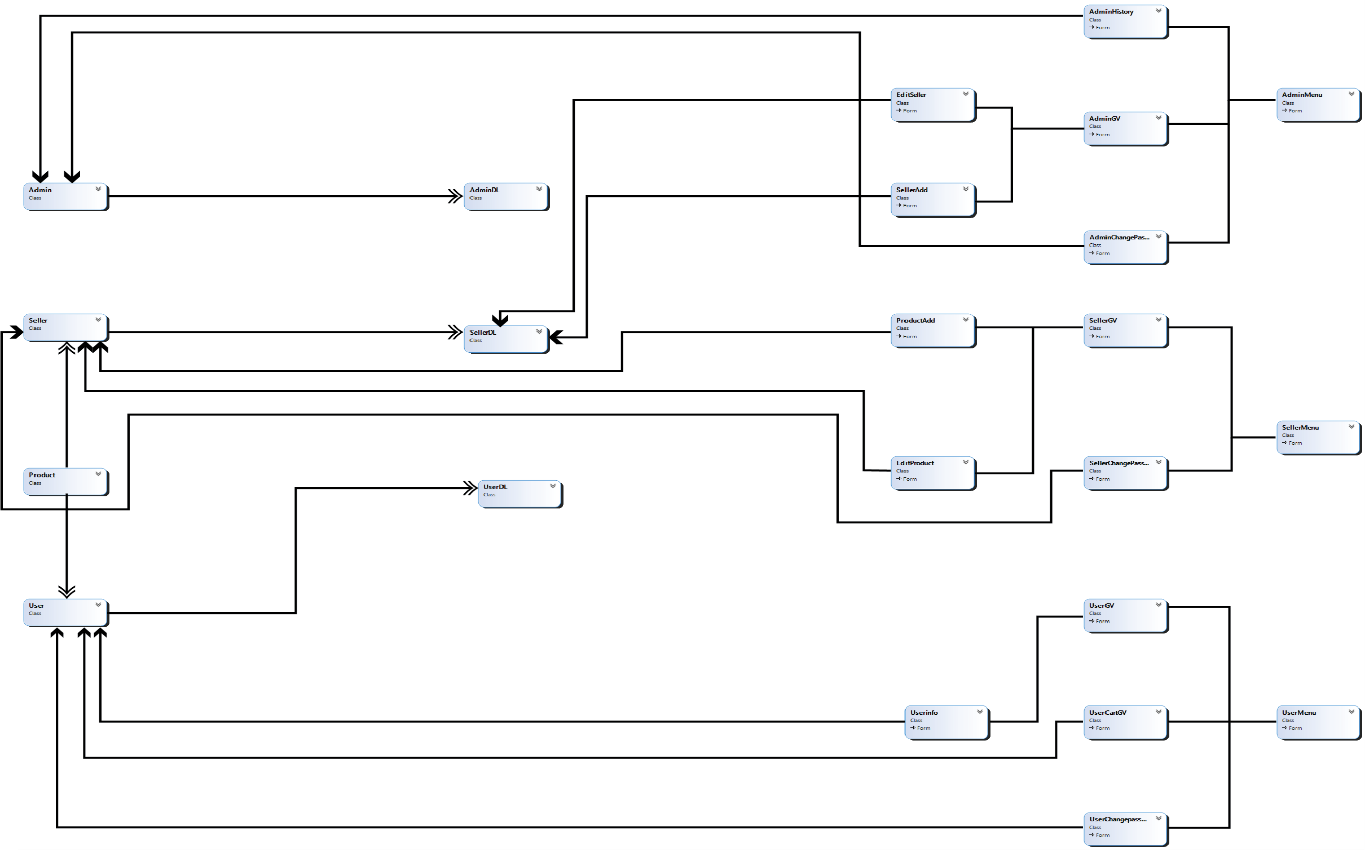 AdminHistory
Class
→ Form
EditSeller
Class
→ Form
AdminMenu
Class
→ Form
AdminGV
Class
→ Form
Admin
Class
AdminDL
Class
SellerAdd
Class
→ Form
AdminChangePas...
Class
→ Form
Seller
Class
SellerDL
Class
ProductAdd
Class
→ Form
SellerGV
Class
→ Form
SellerMenu
Class
→ Form
Product
Class
EditProduct
Class
→ Form
SellerChangePass...
Class
→ Form
UserDL
Class
User
Class
UserGV
Class
→ Form
Userinfo
Class
→ Form
UserCartGV
Class
→ Form
UserMenu
Class
→ Form
UserChangepass...
Class
→ Form